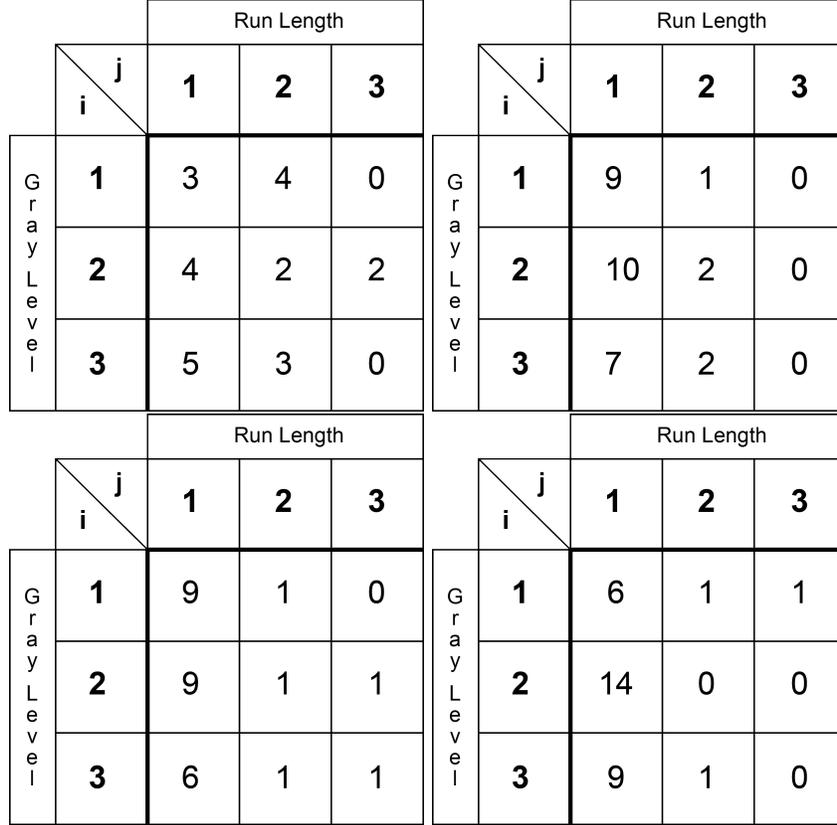 Run Length
j
i
1 2 3
Gray Level
1 3 4 0
2 4 2 2
3 5 3 0
Run Length
j
i
1 2 3
Gray Level
1 9 1 0
2 10 2 0
3 7 2 0
Run Length
j
i
1 2 3
Gray Level
1 9 1 0
2 9 1 1
3 6 1 1
Run Length
j
i
1 2 3
Gray Level
1 6 1 1
2 14 0 0
3 9 1 0